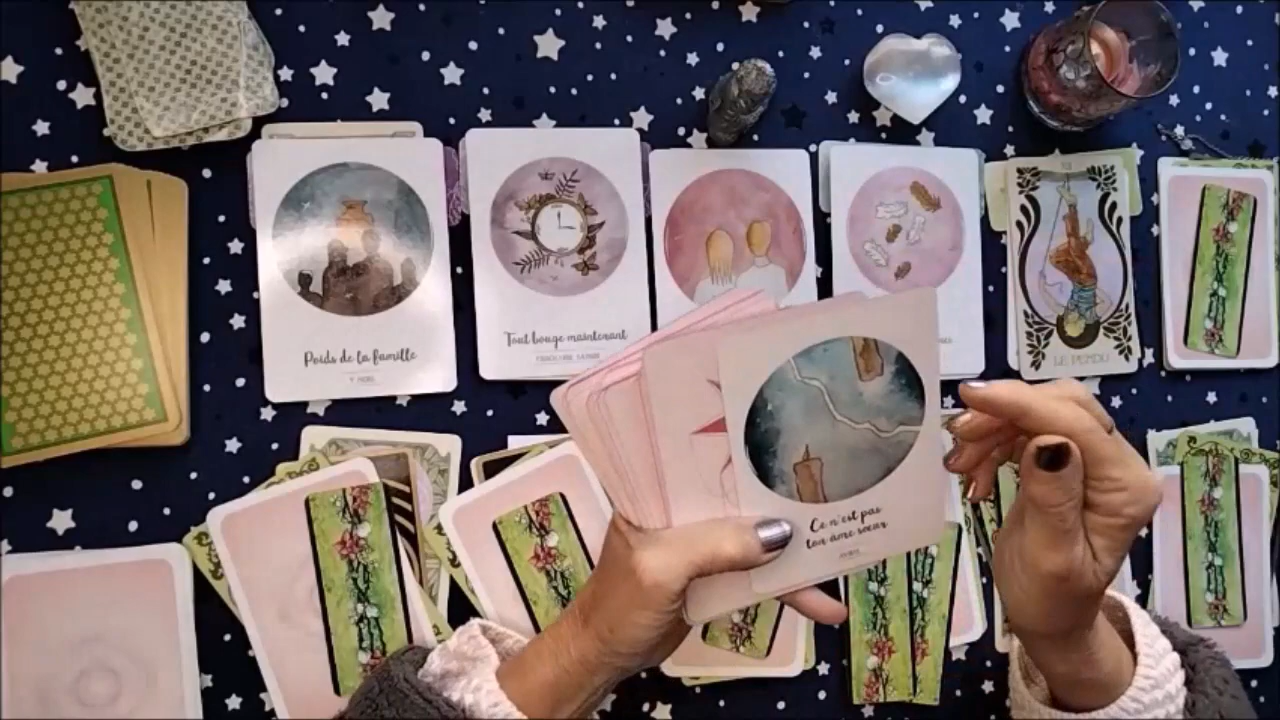 Poids de la famille
Tout bouge maintenant
LE PENDU
Ce n'est pas
ton âme sœur